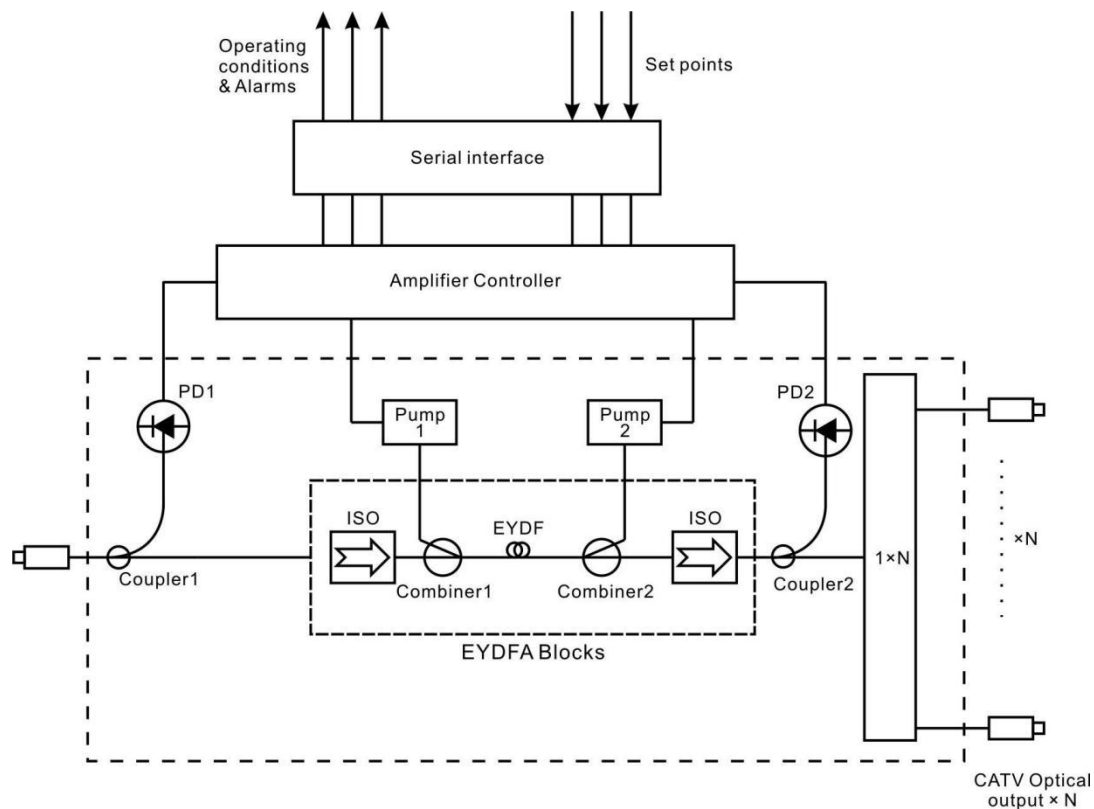 Operating
conditions
& Alarms
Set points
Serial interface
Amplifier Controller
PD1
Pump
1
Pump
2
PD2
ISO
EYDF
ISO
×N
1×N
Coupler1
Combiner1
Combiner2
Coupler2
EYDFA Blocks
CATV Optical
output × N